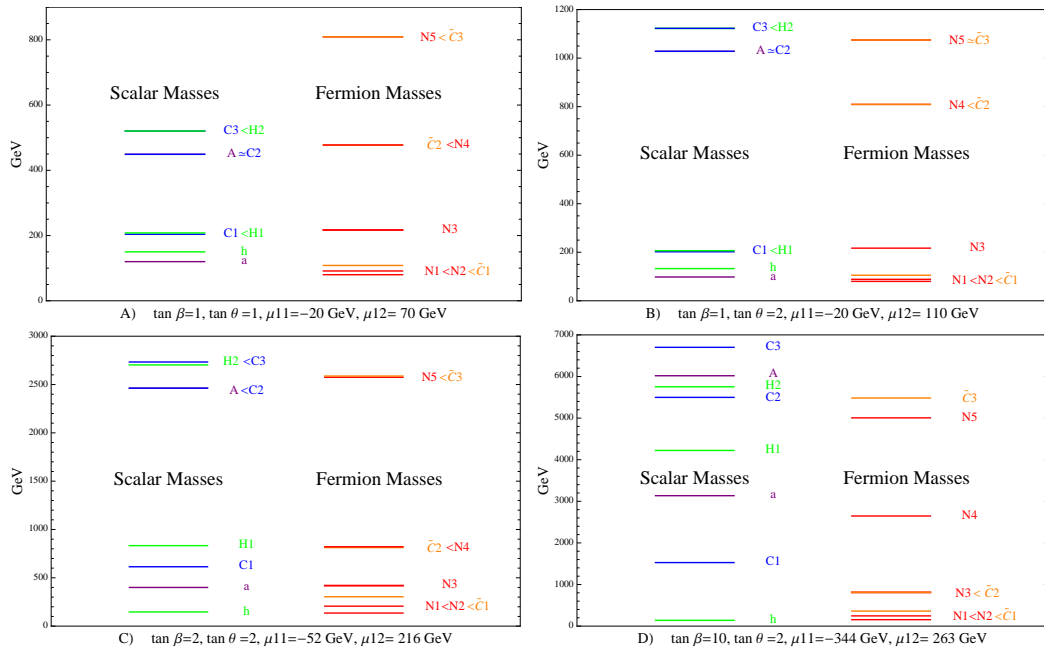 800
600
400
200
0
GeV
Scalar Masses
Fermion Masses
N5 < C̃3
C3 <H2
A ≃C2
C̃2 <N4
C1 <H1
h
a
N3
N1 <N2 < C̃1
A) tan β=1, tan θ=1, μ11=−20 GeV, μ12= 70 GeV
1200
1000
800
600
400
200
0
GeV
Scalar Masses
Fermion Masses
C3 <H2
A ≃C2
N5 ≃ C̃3
N4 < C̃2
C1 <H1
h
a
N3
N1 <N2 < C̃1
B) tan β=1, tan θ=2, μ11=−20 GeV, μ12= 110 GeV
3000
2500
2000
1500
1000
500
0
GeV
Scalar Masses
Fermion Masses
H2 <C3
A <C2
N5 < C̃3
H1
C1
a
h
C̃2 <N4
N3
N1 <N2 < C̃1
C) tan β=2, tan θ=2, μ11=−52 GeV, μ12= 216 GeV
7000
6000
5000
4000
3000
2000
1000
0
GeV
Scalar Masses
Fermion Masses
C3
A
H2
C2
H1
a
C1
h
C̃3
N5
N4
N3 < C̃2
N1 <N2 < C̃1
D) tan β=10, tan θ=2, μ11=−344 GeV, μ12= 263 GeV